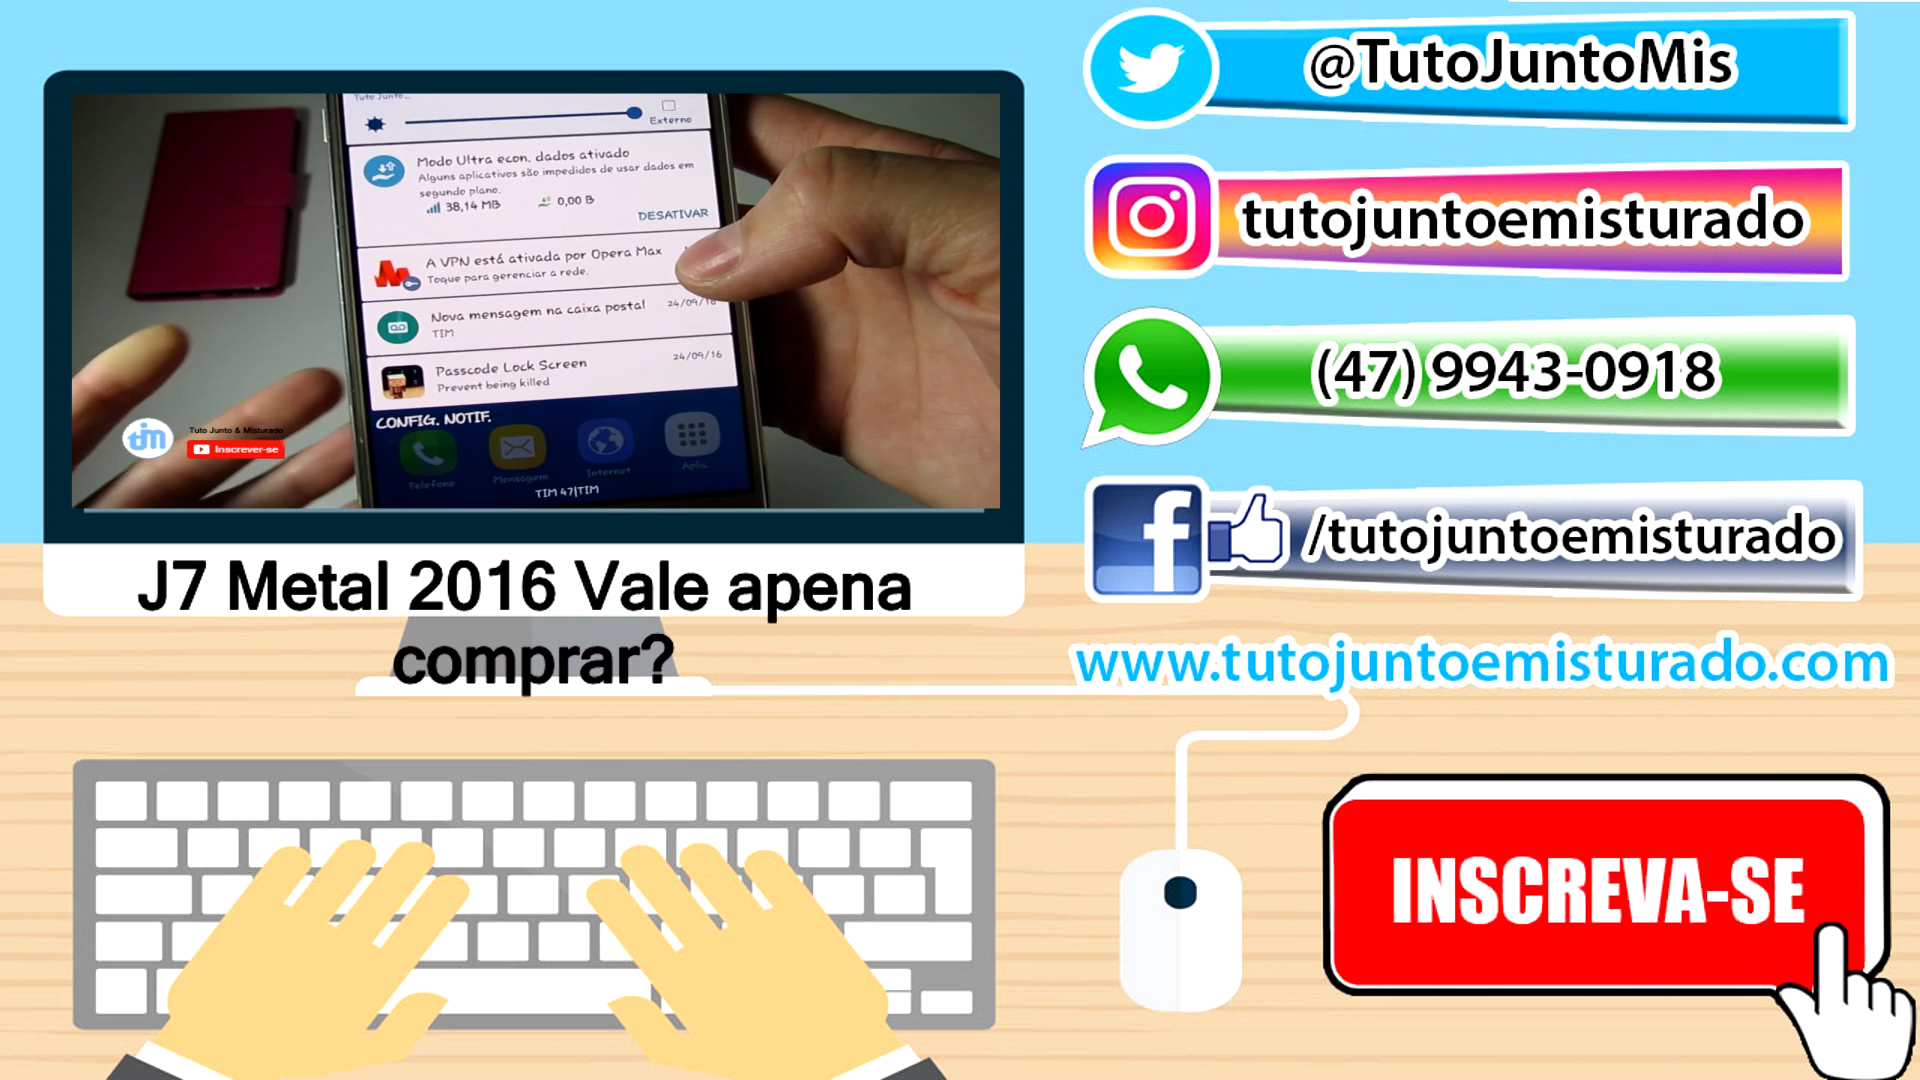 Tuto Junto...
Externo
Modo Ultra econ. dados ativado
Alguns aplicativos são impedidos de usar dados em
segundo plano.
38,14 MB 0,00 B
DESATIVAR
A VPN está ativada por Opera Max
Toque para gerenciar a rede.
Nova mensagem na caixa postal 24/09/16
TIM
Passcode Lock Screen 24/09/16
Prevent being killed
CONFIG. NOTIF.
Telefone Mensagem Internet Aplic.
TIM 47|TIM
tjm
Tuto Junto & Misturado
Inscrever-se
J7 Metal 2016 Vale apena
comprar?
@TutoJuntoMis
tutojuntoemisturado
(47) 9943-0918
f /tutojuntoemisturado
www.tutojuntoemisturado.com
INSCREVA-SE